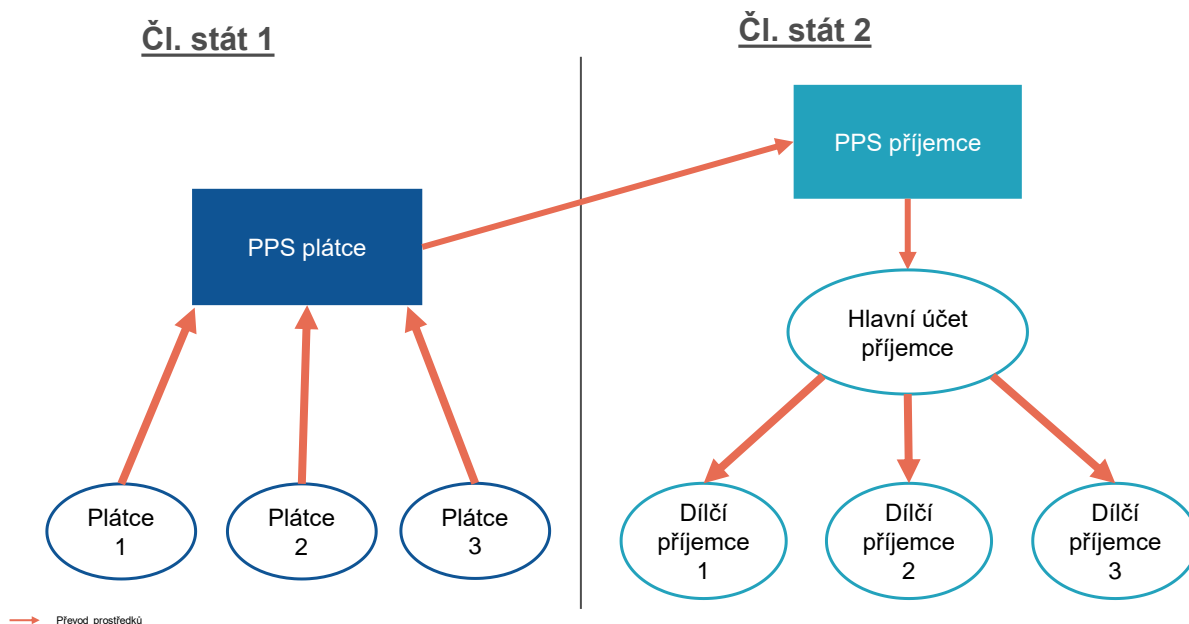 Čl. stát 1
Čl. stát 2
PPS příjemce
PPS plátce
Hlavní účet
příjemce
Plátce
1
Plátce
2
Plátce
3
Dílčí
příjemce
1
Dílčí
příjemce
2
Dílčí
příjemce
3
Převod prostředků